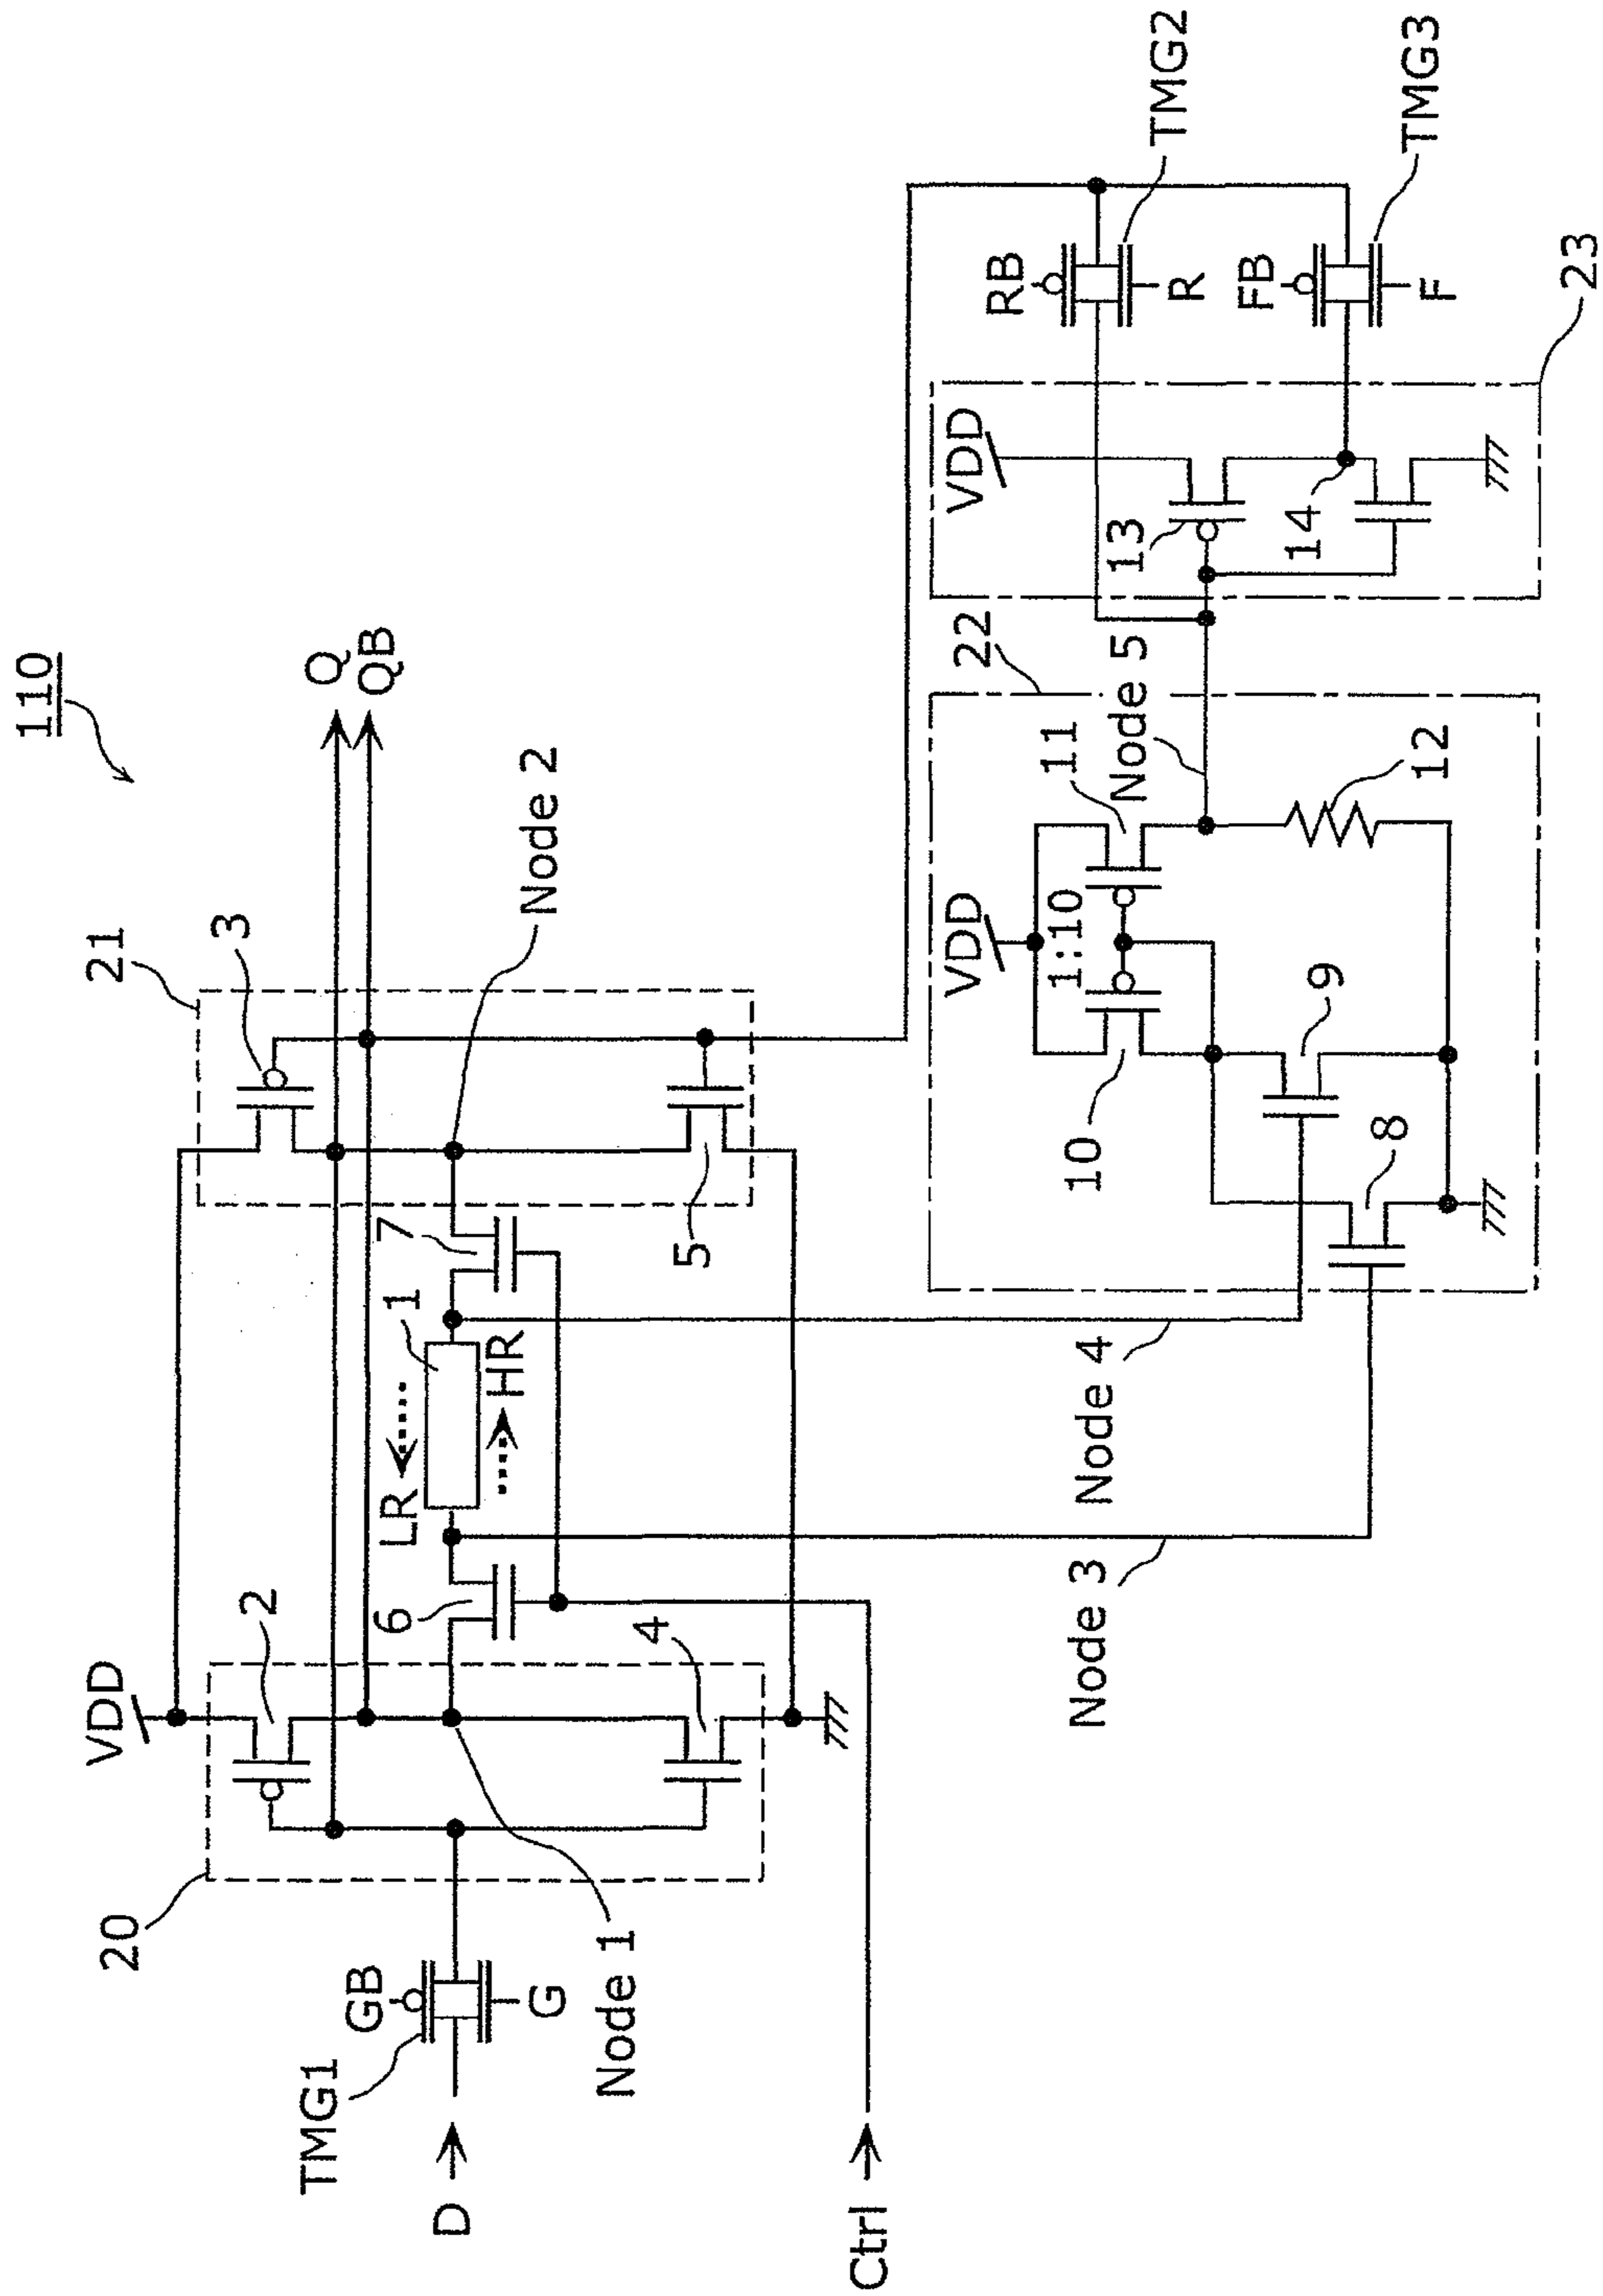 110
Q
QB
21
3
Node 2
VDD
2
20
TMG1
GB
G
D
Node 1
6
4
LR
1
HR
7
5
Ctrl
Node 3
Node 4
22
VDD
1:10
10
11
Node 5
9
8
12
VDD
13
14
RB
R
TMG2
FB
F
TMG3
23